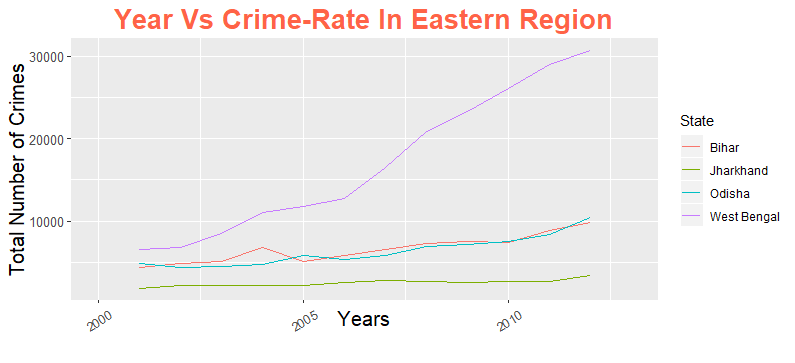 Year Vs Crime-Rate In Eastern Region
Total Number of Crimes
30000
20000
10000
2000
2005
2010
Years
State
Bihar
Jharkhand
Odisha
West Bengal